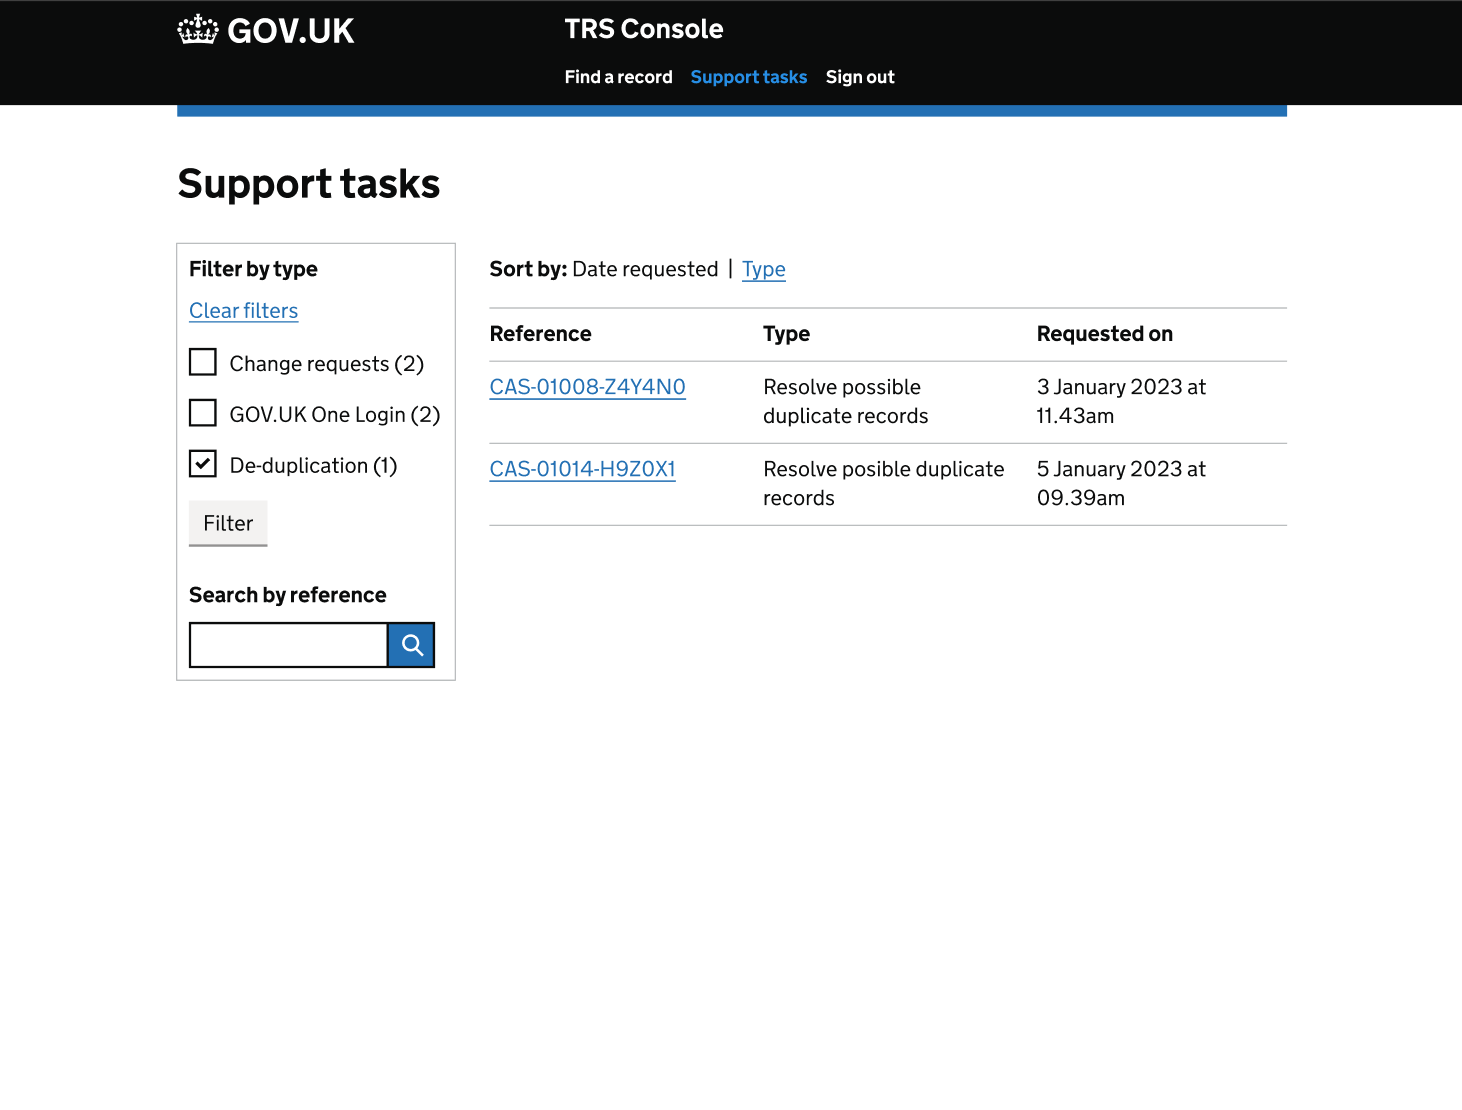 GOV.UK
TRS Console
Find a record Support tasks Sign out
Support tasks
Filter by type
Clear filters
Change requests (2)
GOV.UK One Login (2)
De-duplication (1)
Filter
Search by reference
Sort by: Date requested | Type
Reference Type Requested on
CAS-01008-Z4Y4N0 Resolve possible 3 January 2023 at
duplicate records 11.43am
CAS-01014-H9Z0X1 Resolve posible duplicate 5 January 2023 at
records 09.39am